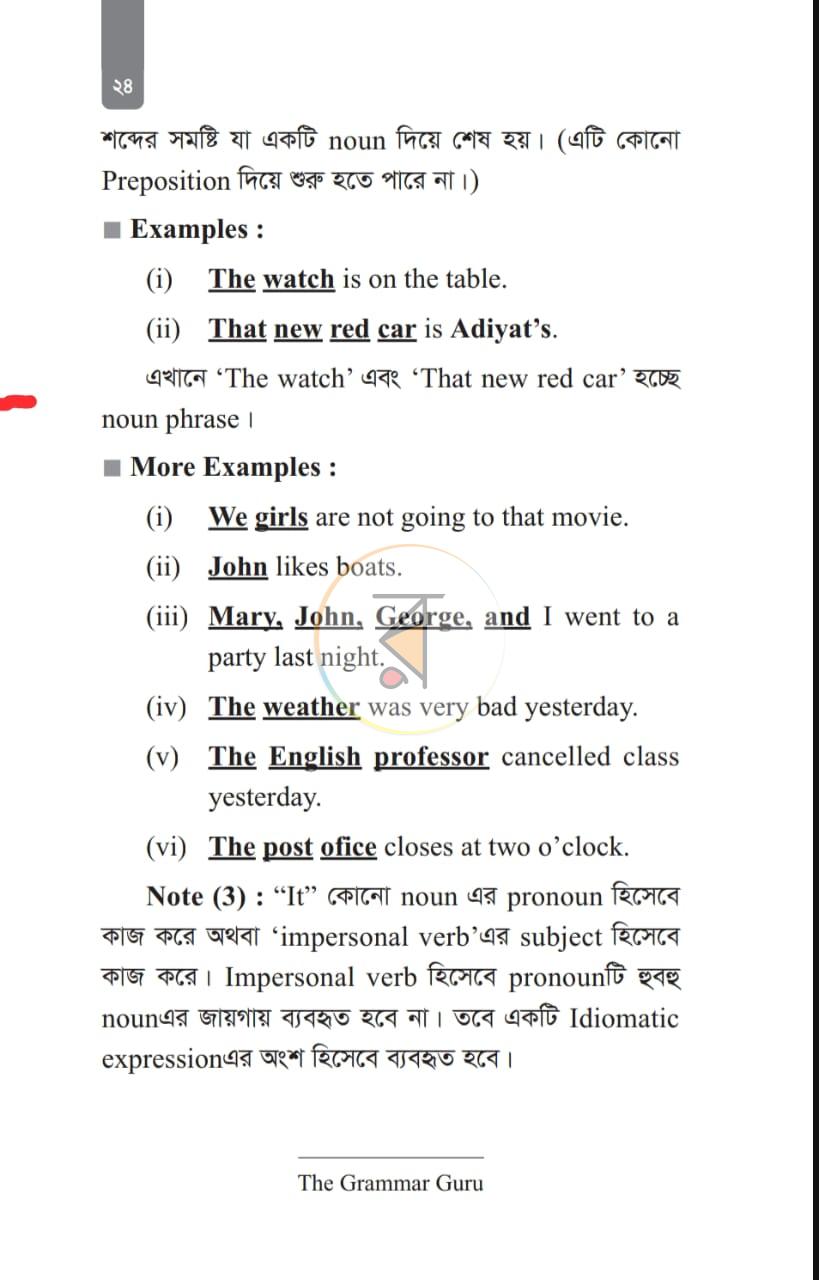 ২৪
শব্দের সমষ্টি যা একটি noun দিয়ে শেষ হয়। (এটি কোনো
Preposition দিয়ে শুরু হতে পারে না।)
Examples :
(i) The watch is on the table.
(ii) That new red car is Adiyat’s.
এখানে ‘The watch’ এবং ‘That new red car’ হচ্ছে
noun phrase।
More Examples :
(i) We girls are not going to that movie.
(ii) John likes boats.
(iii) Mary, John, George, and I went to a
party last night.
(iv) The weather was very bad yesterday.
(v) The English professor cancelled class
yesterday.
(vi) The post ofice closes at two o’clock.
Note (3) : “It” কোনো noun এর pronoun হিসেবে
কাজ করে অথবা ‘impersonal verb’এর subject হিসেবে
কাজ করে। Impersonal verb হিসেবে pronounটি হুবহু
nounএর জায়গায় ব্যবহৃত হবে না। তবে একটি Idiomatic
expressionএর অংশ হিসেবে ব্যবহৃত হবে।
The Grammar Guru